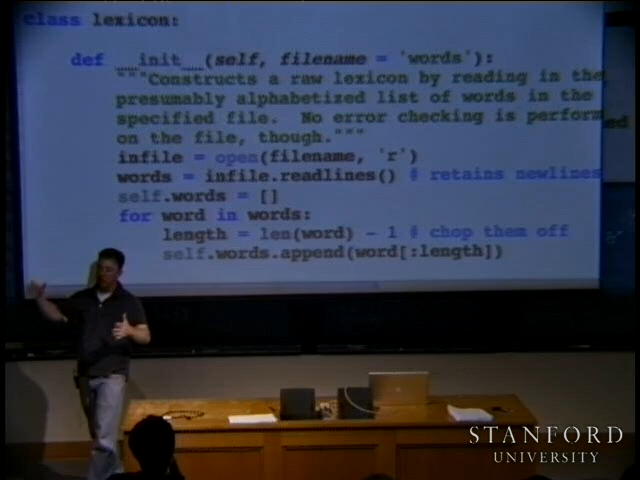 class lexicon:
def __init__(self, filename = 'words'):
"""Constructs a raw lexicon by reading in the
presumably alphabetized list of words in the
specified file. No error checking is perform
on the file, though."""
infile = open(filename, 'r')
words = infile.readlines() # retains newlines
self.words = []
for word in words:
length = len(word) - 1 # chop them off
self.words.append(word[:length])
STANFORD
UNIVERSITY